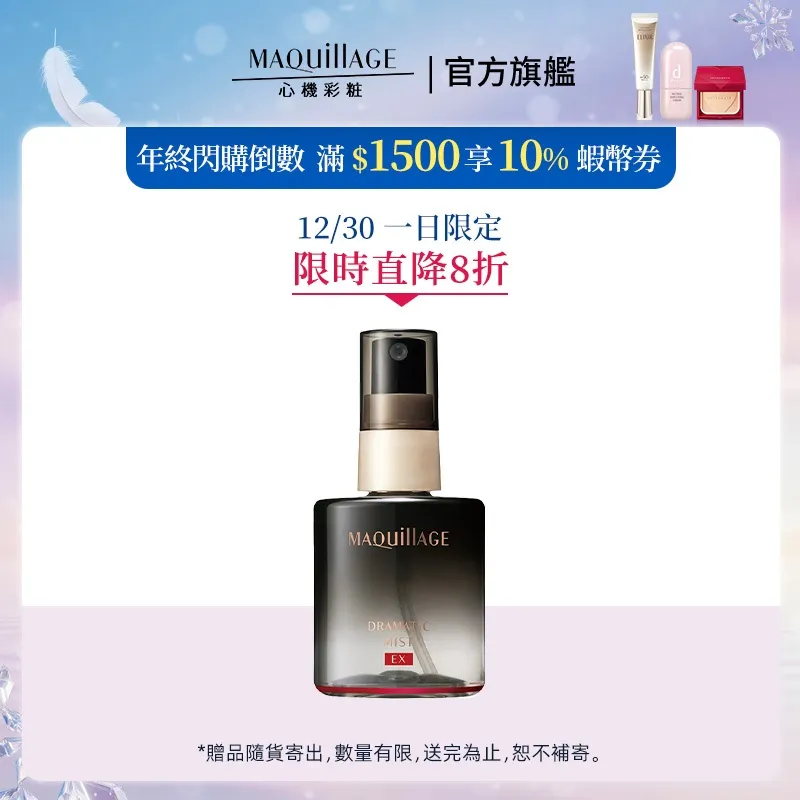 MAQuillAGE
心機彩粧
官方旗艦
ELIXIR
d
年終閃購倒數 滿 $1500 享 10% 蝦幣券
12/30 一日限定
限時直降8折
MAQuillAGE
DRAMATIC
MIST
EX
*贈品隨貨寄出,數量有限,送完為止,恕不補寄。